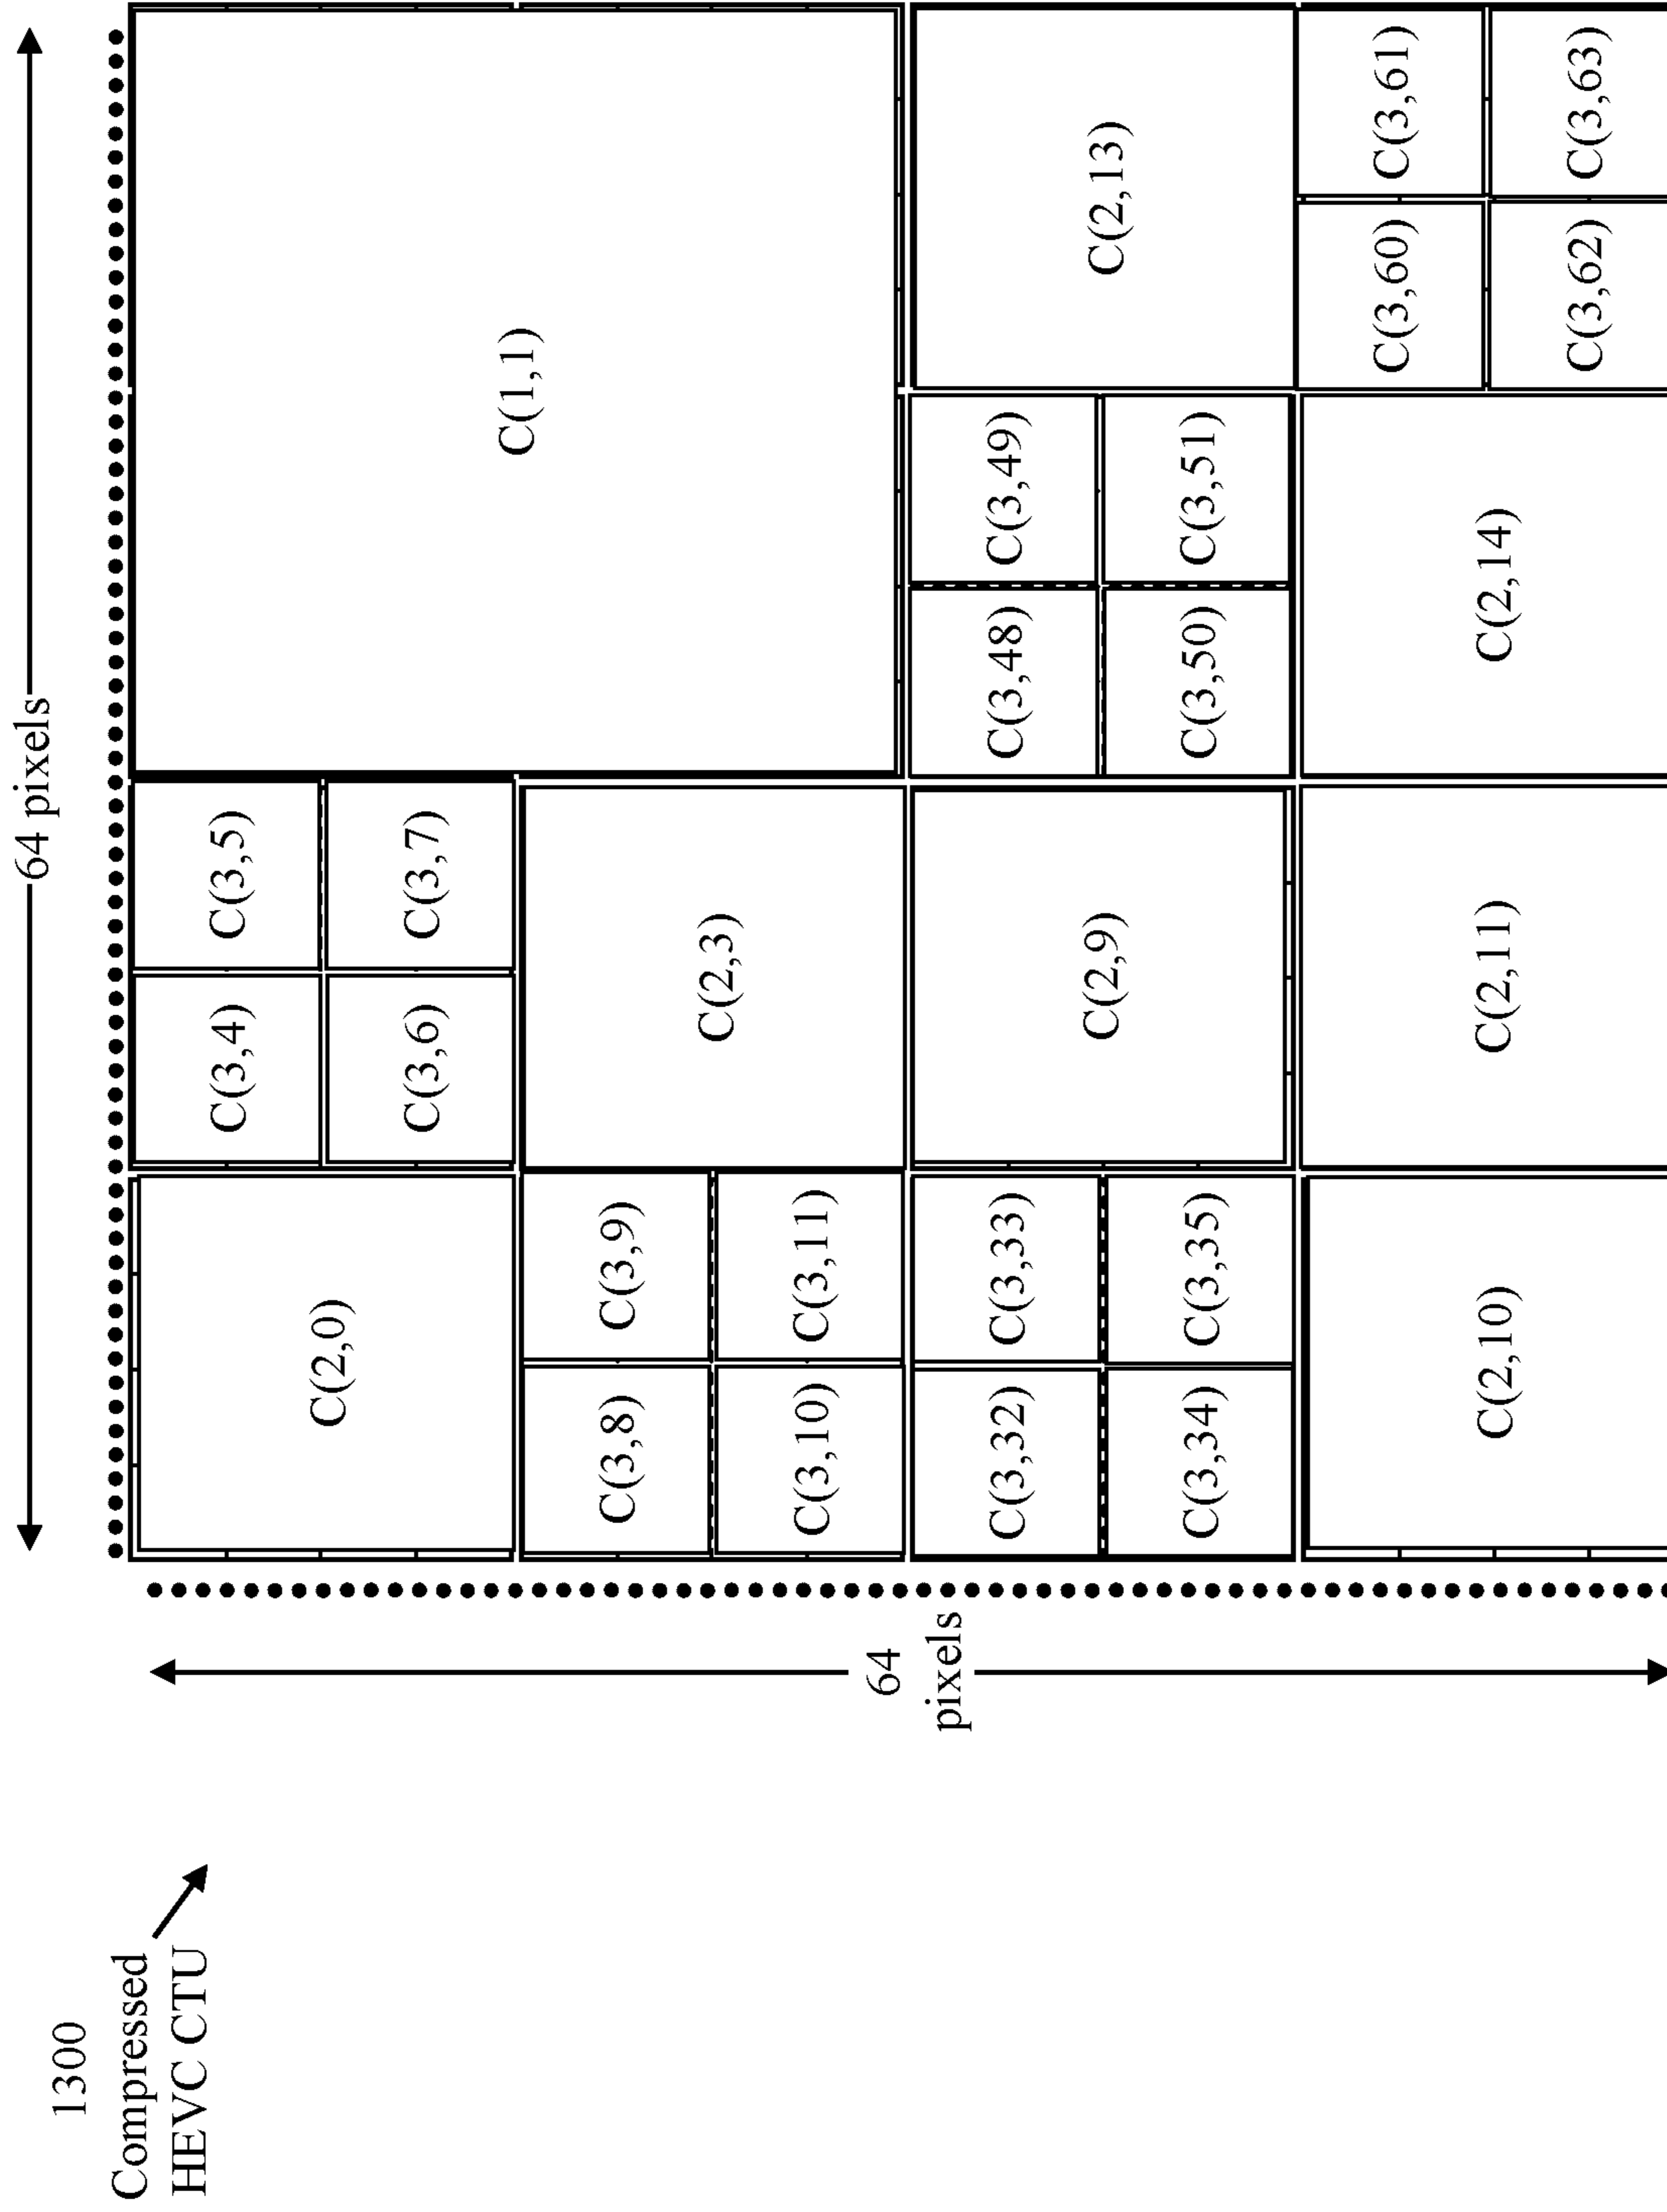 64 pixels
1300
Compressed
HEVC CTU
C(3,4) C(3,5)
C(2,0)
C(3,6) C(3,7)
C(1,1)
C(3,8) C(3,9)
C(2,3)
C(3,10) C(3,11)
64
pixels
C(3,32) C(3,33) C(3,48) C(3,49)
C(2,9) C(2,13)
C(3,34) C(3,35) C(3,50) C(3,51)
C(3,60) C(3,61)
C(2,10) C(2,11) C(2,14)
C(3,62) C(3,63)